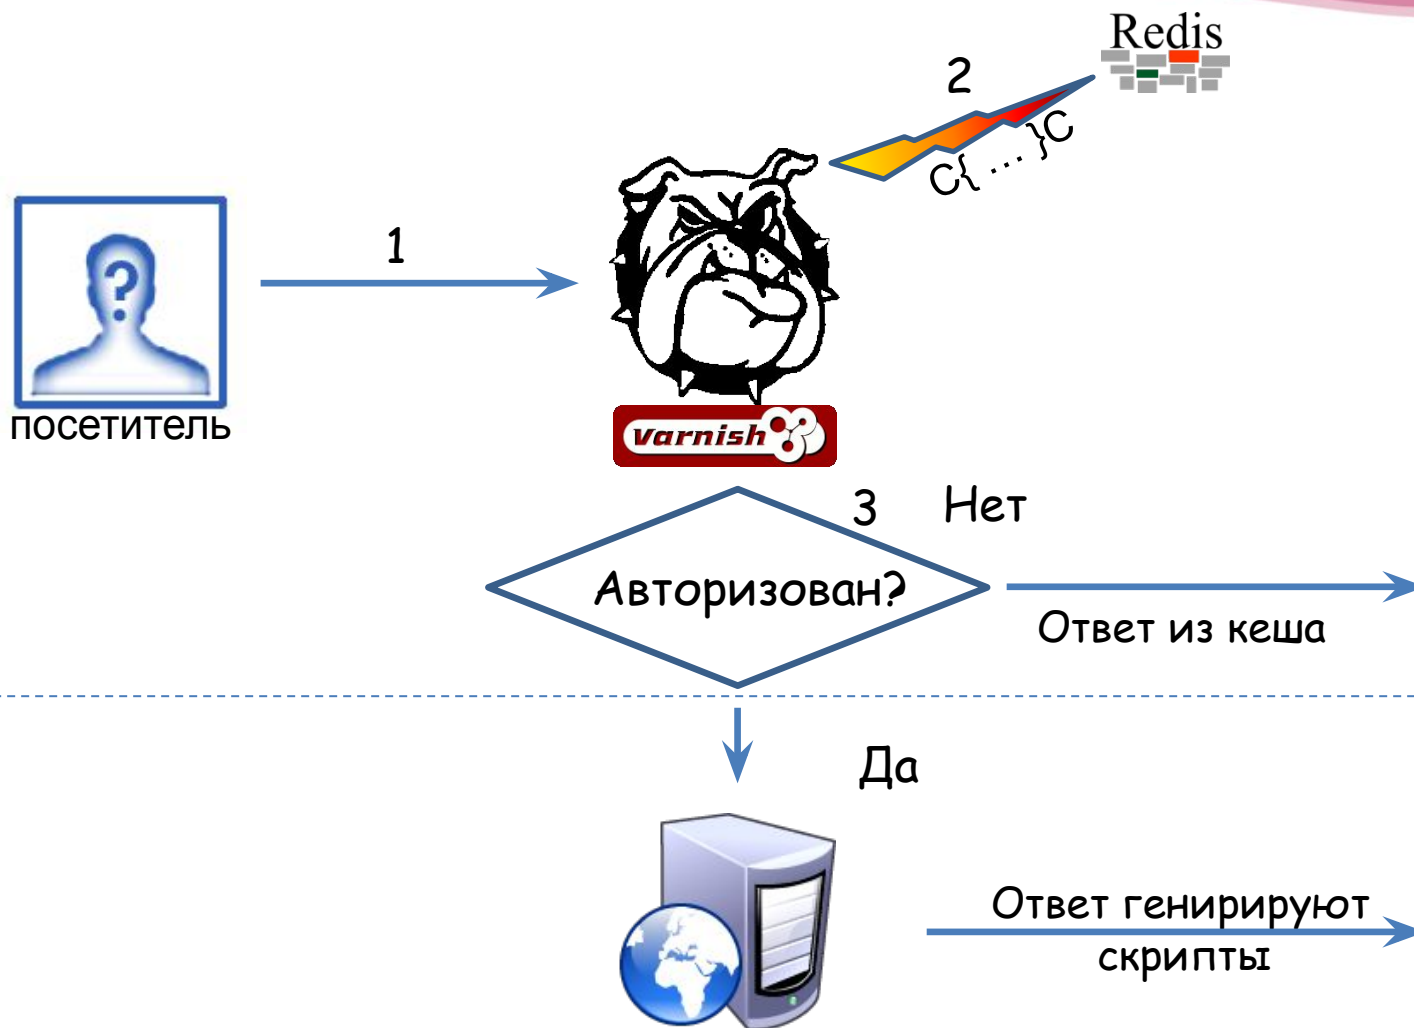 Redis
2
C{ ... }C
1
?
посетитель
varnish
3 Нет
Авторизован?
Ответ из кеша
Да
Ответ генирируют
скрипты